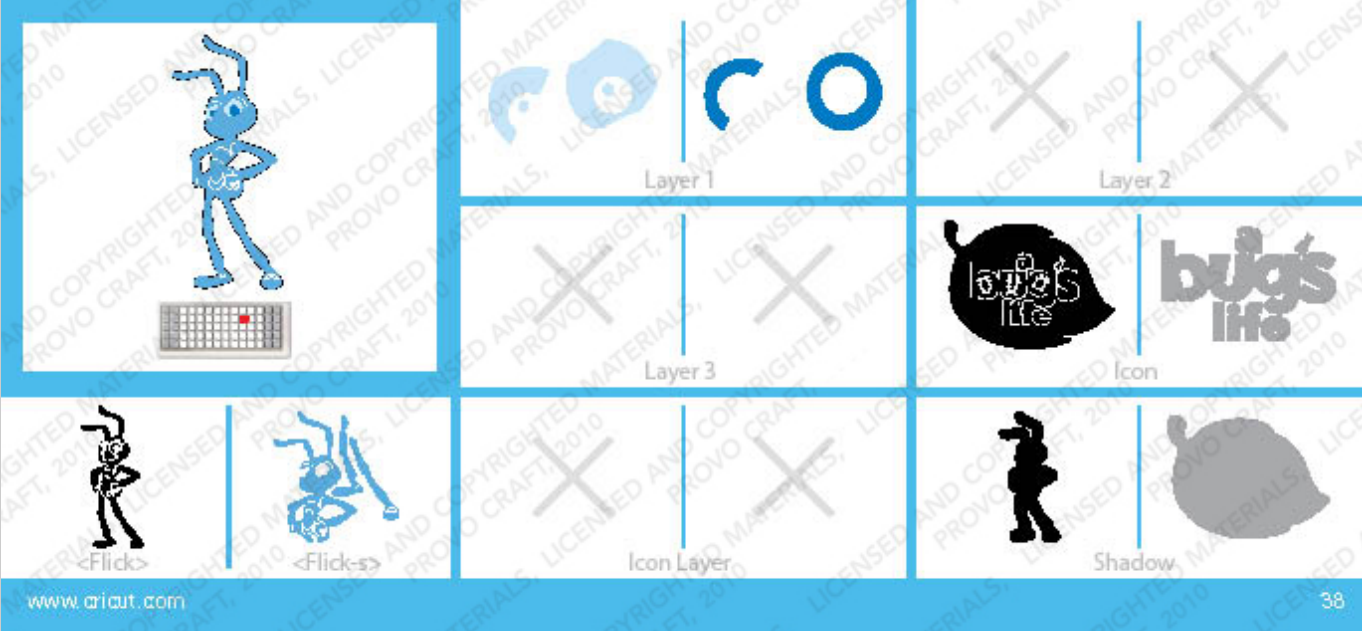 Layer 1
Layer 2
Layer 3
a
bug's
life
a
bug's
life
Icon
<Flick>
<Flick-s>
Icon Layer
Shadow
www.cricut.com
38
LICENSED AND COPYRIGHTED MATERIALS, PROVO CRAFT, 2010